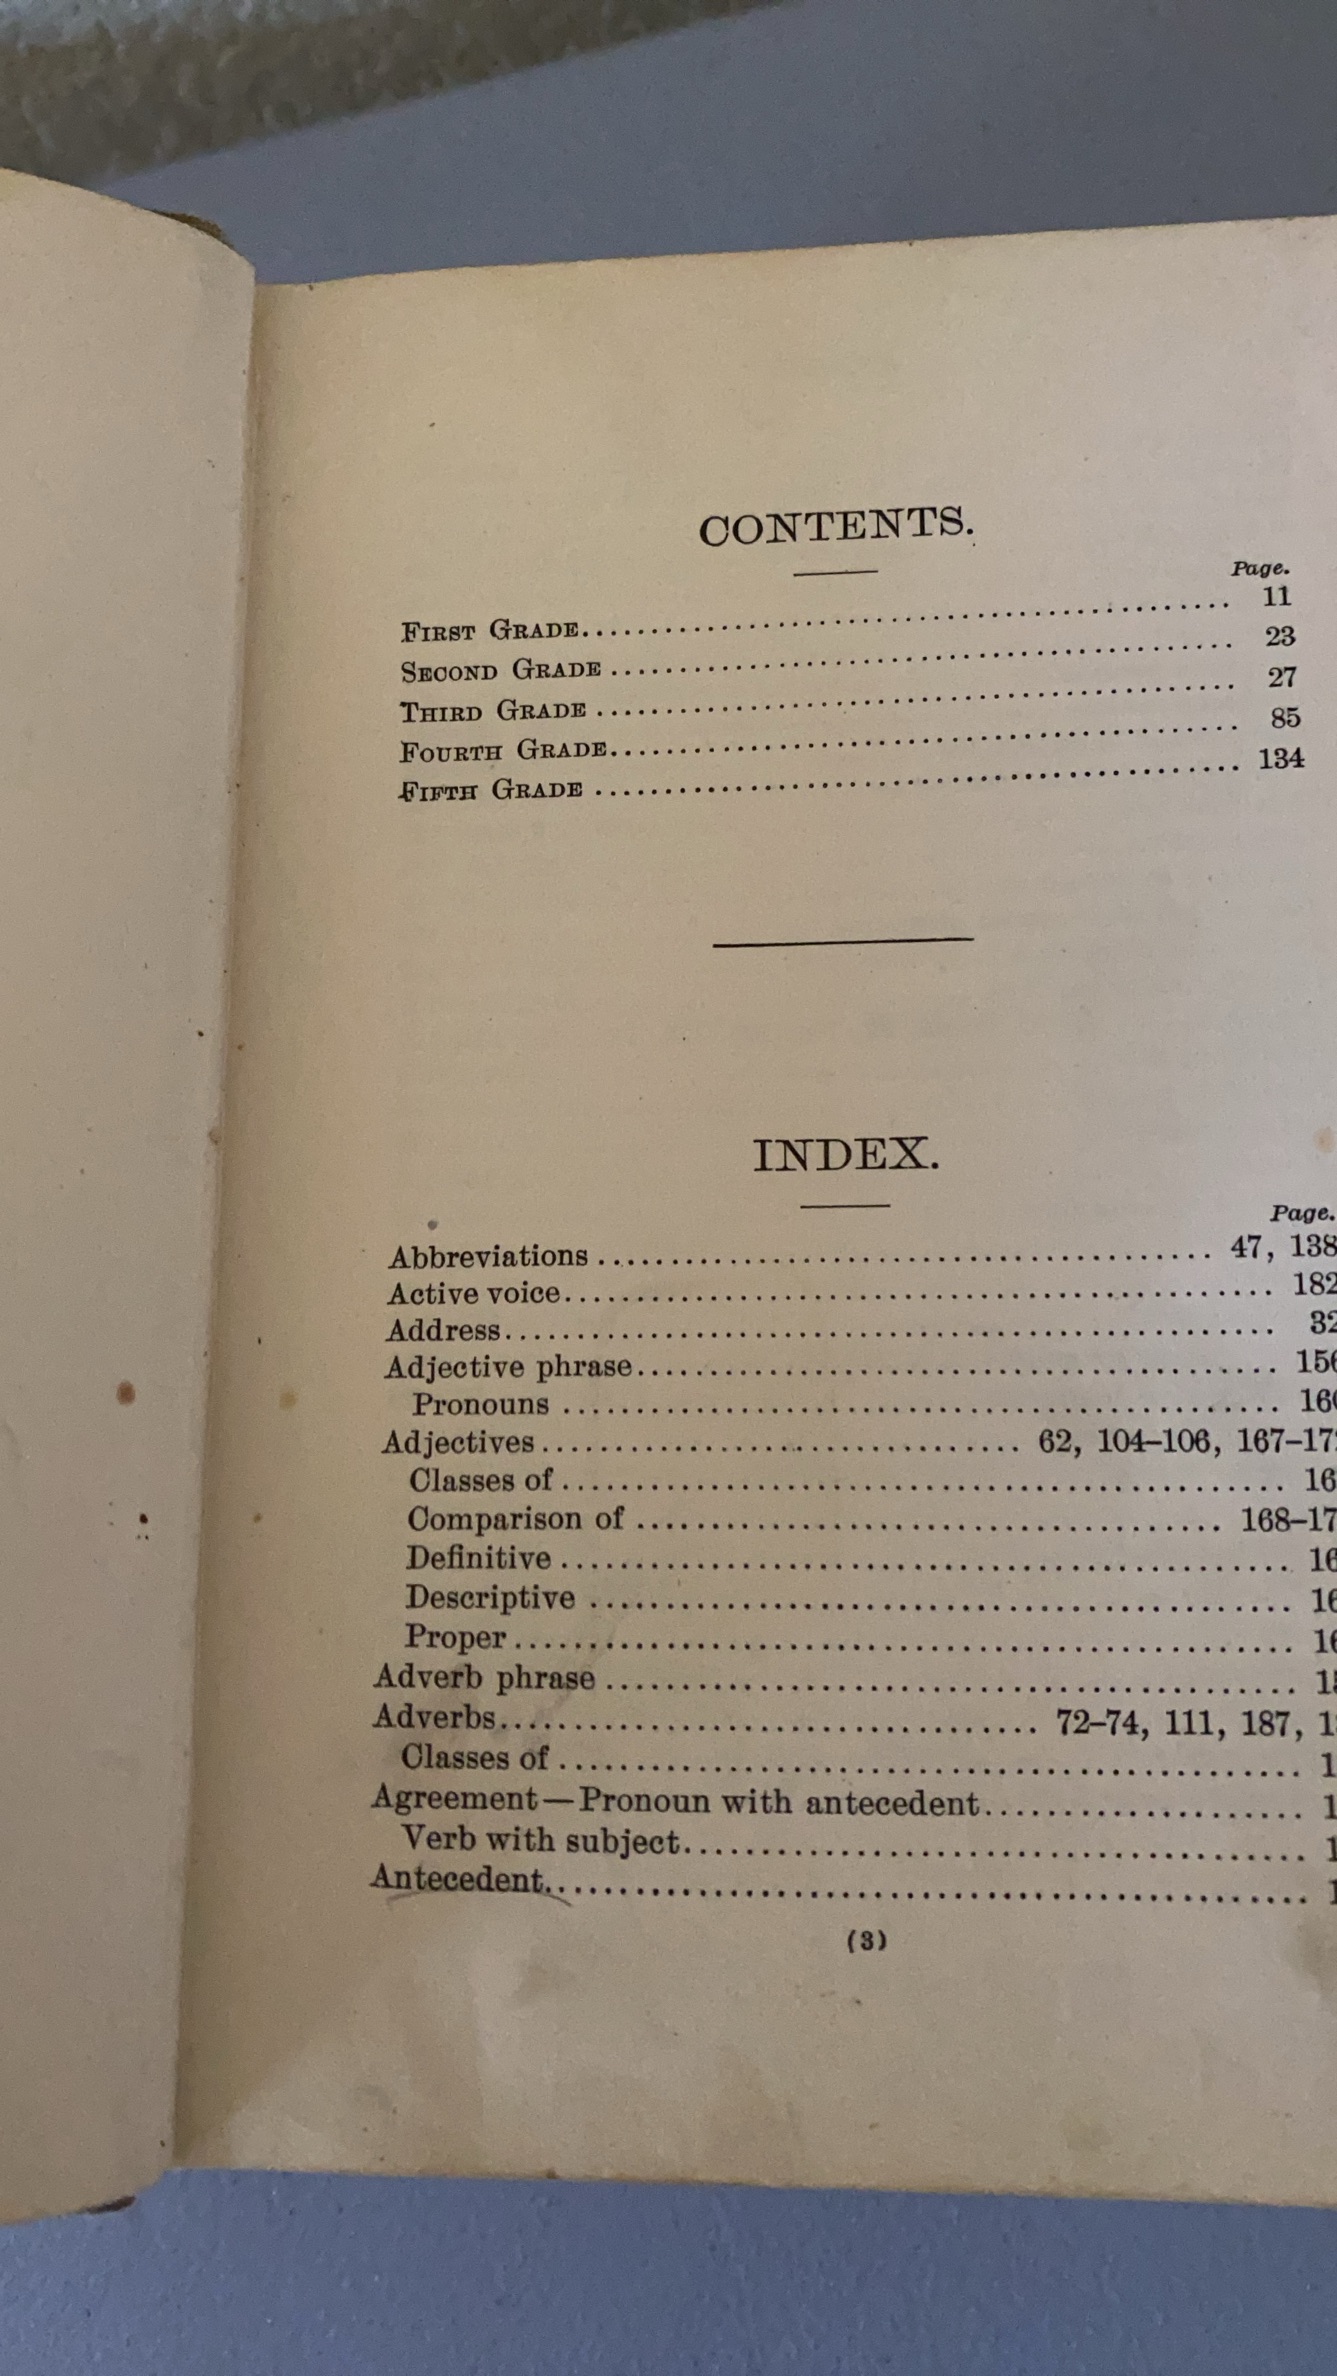 CONTENTS.
Page.
FIRST GRADE.......................................... 11
SECOND GRADE.......................................... 23
THIRD GRADE.......................................... 27
FOURTH GRADE.......................................... 85
FIFTH GRADE.......................................... 134
INDEX.
Page.
Abbreviations.......................................... 47, 138
Active voice.......................................... 182
Address.......................................... 32
Adjective phrase..........................................
Pronouns..........................................
Adjectives.............................. 62, 104–106,
Classes of..........................................
Comparison of..........................................
Definitive..........................................
Descriptive..........................................
Proper..........................................
Adverb phrase..........................................
Adverbs.............................. 72–74, 111, 187,
Classes of..........................................
Agreement—Pronoun with antecedent....................
Verb with subject....................................
Antecedent..........................................
(3)